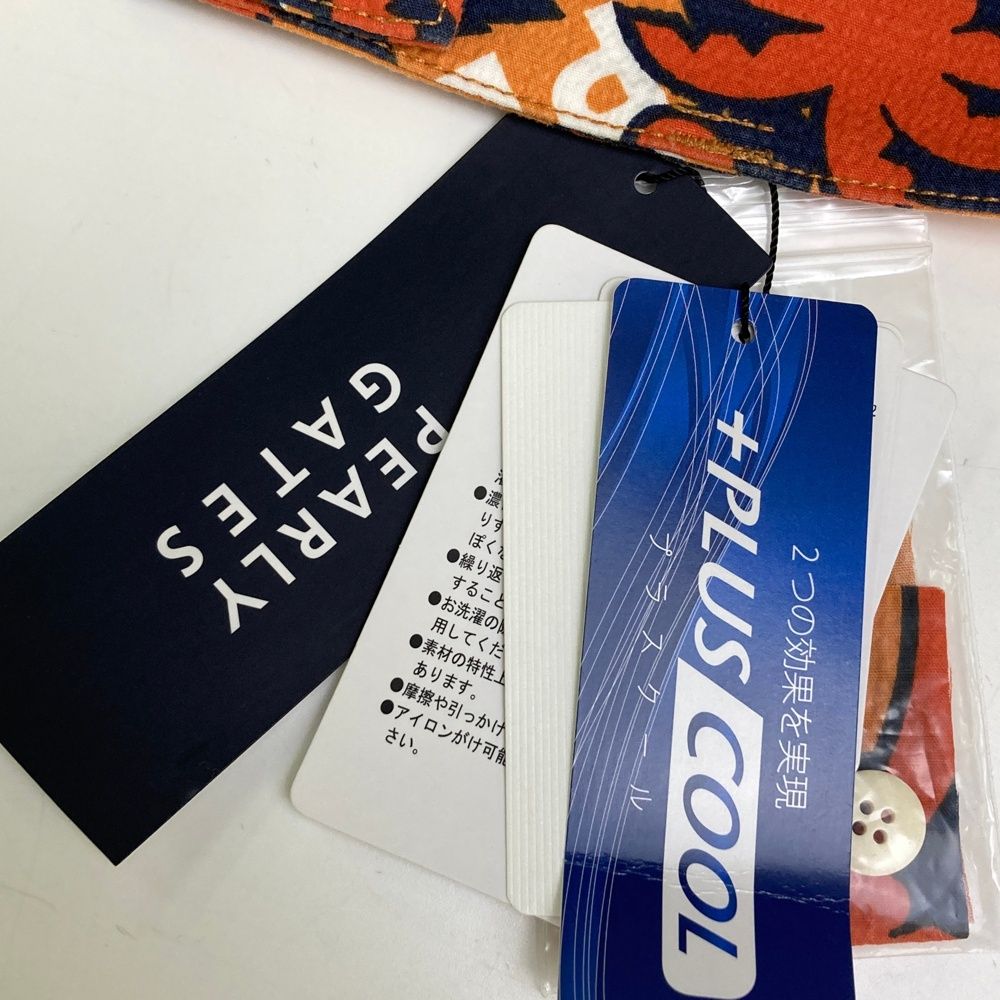 PEARLY
GATES
●濃
りす
ぽく
●繰り返
すること
●お洗濯の
用してくだ
●素材の特性上
あります。
●摩擦や引っかけ
●アイロンがけ可能
さい。
2つの効果を実現
+PLUS COOL
プラスクール